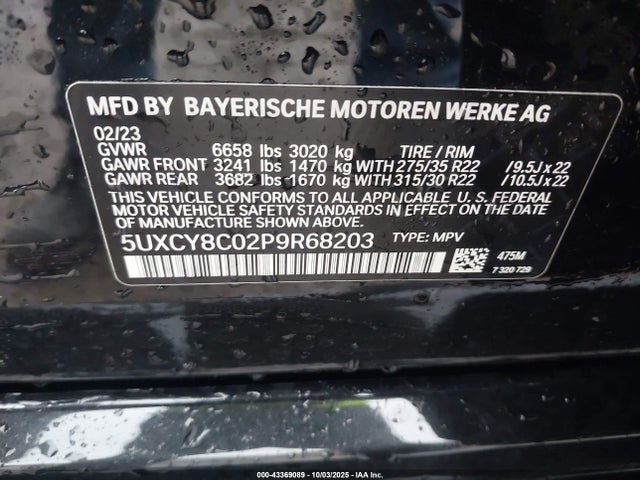 MFD BY BAYERISCHE MOTOREN WERKE AG
02/23
GVWR 6658 lbs 3020 kg TIRE / RIM
GAWR FRONT 3241 lbs 1470 kg WITH 275/35 R22 / 9.5J x 22
GAWR REAR 3682 lbs 1670 kg WITH 315/30 R22 / 10.5J x 22
THIS VEHICLE CONFORMS TO ALL APPLICABLE U. S. FEDERAL
MOTOR VEHICLE SAFETY STANDARDS IN EFFECT ON THE DATE OF
MANUFACTURE SHOWN ABOVE.
5UXCY8C02P9R68203 TYPE: MPV
475M
7 320 729
000-43369089 - 10/03/2025 - IAA Inc.